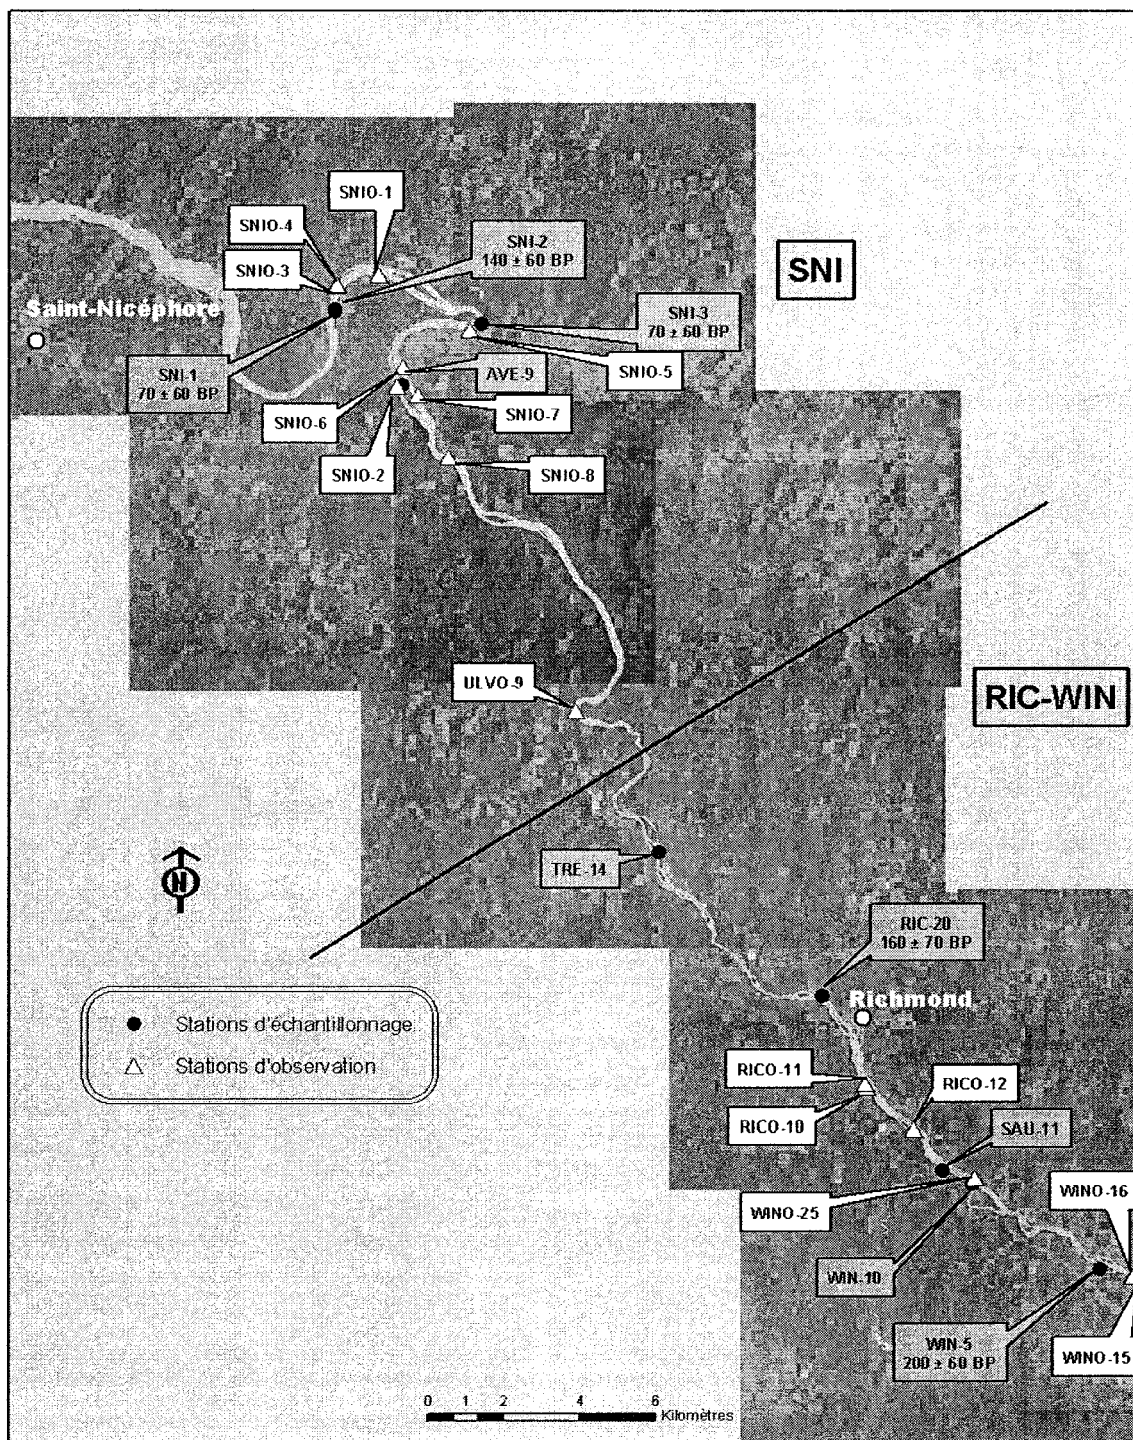 SNIO-1
SNIO-4
SNI-2
140 ± 60 BP
SNI
SNIO-3
Saint-Nicéphore
SNI-3
70 ± 60 BP
SNI-1
70 ± 60 BP
AVE-9
SNIO-5
SNIO-6
SNIO-7
SNIO-2
SNIO-8
ULVO-9
RIC-WIN
TRE-14
N
RIC-20
160 ± 70 BP
Richmond
Stations d'échantillonnage
Stations d'observation
RICO-11
RICO-12
RICO-10
SAU-11
WINO-16
WINO-25
WIN-10
WIN-5
200 ± 60 BP
WINO-15
0 1 2 4 6
Kilomètres